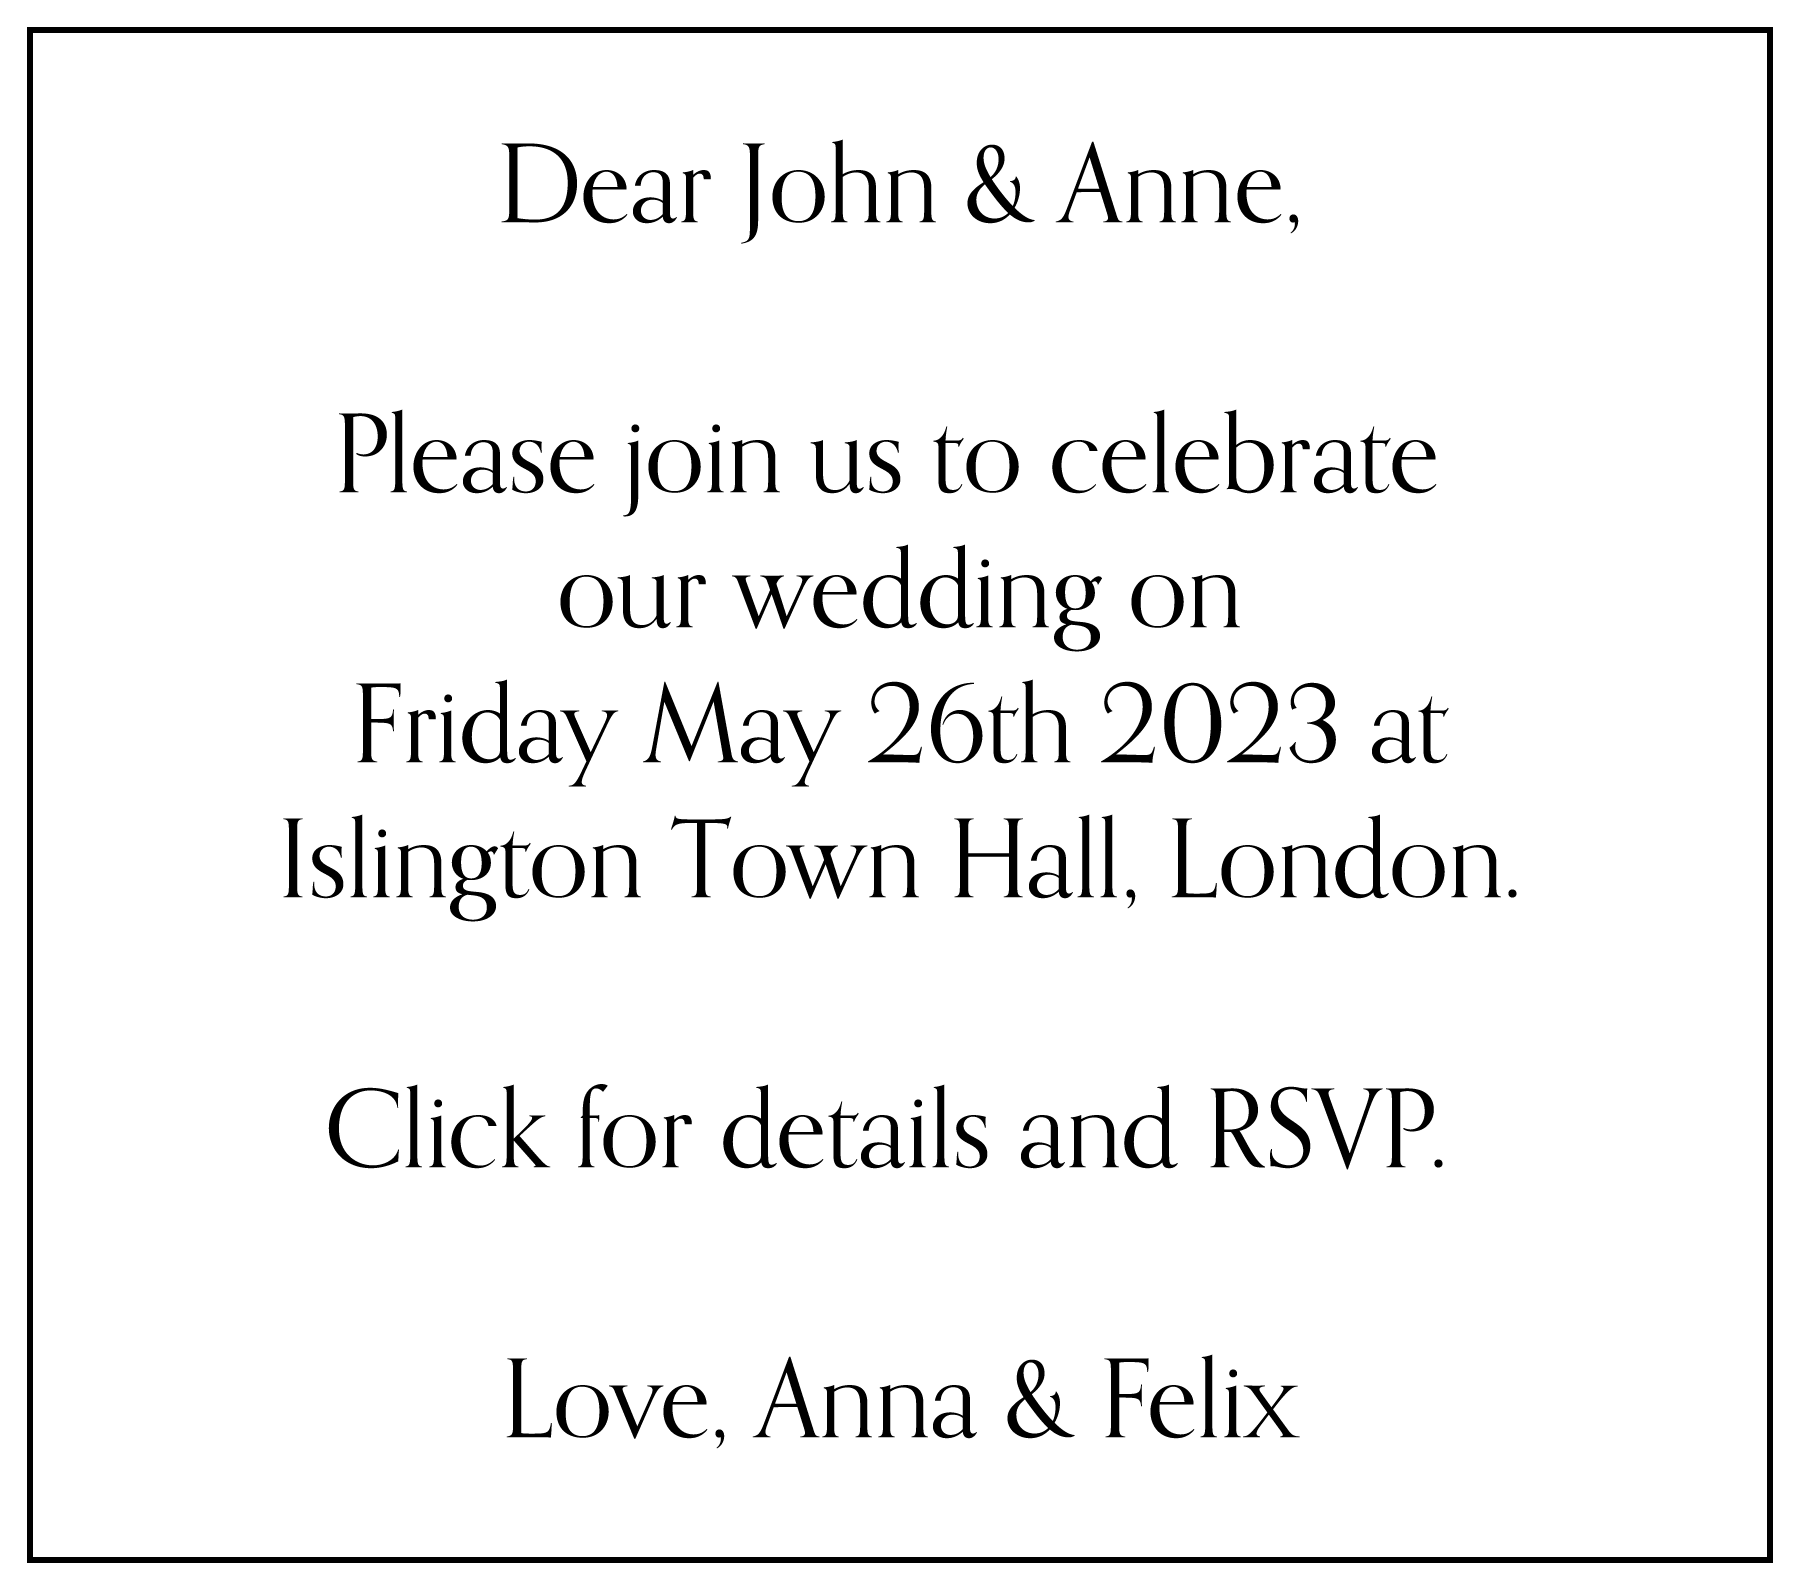 Dear John & Anne,
Please join us to celebrate
our wedding on
Friday May 26th 2023 at
Islington Town Hall, London.
Click for details and RSVP.
Love, Anna & Felix